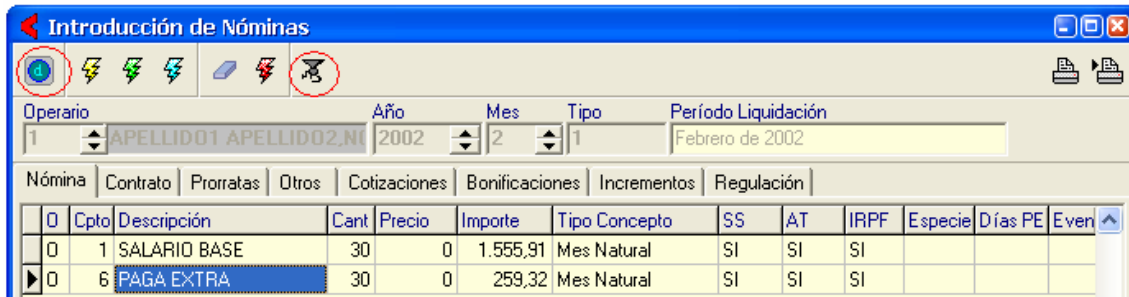 Introducción de Nóminas
d
Operario Año Mes Tipo Período Liquidación
1 APELLIDO1 APELLIDO2,N 2002 2 1 Febrero de 2002
Nómina Contrato Prorratas Otros Cotizaciones Bonificaciones Incrementos Regulación
O Cpto Descripción Cant Precio Importe Tipo Concepto SS AT IRPF Especie Días PE Even
0 1 SALARIO BASE 30 0 1.555,91 Mes Natural SI SI SI
0 6 PAGA EXTRA 30 0 259,32 Mes Natural SI SI SI